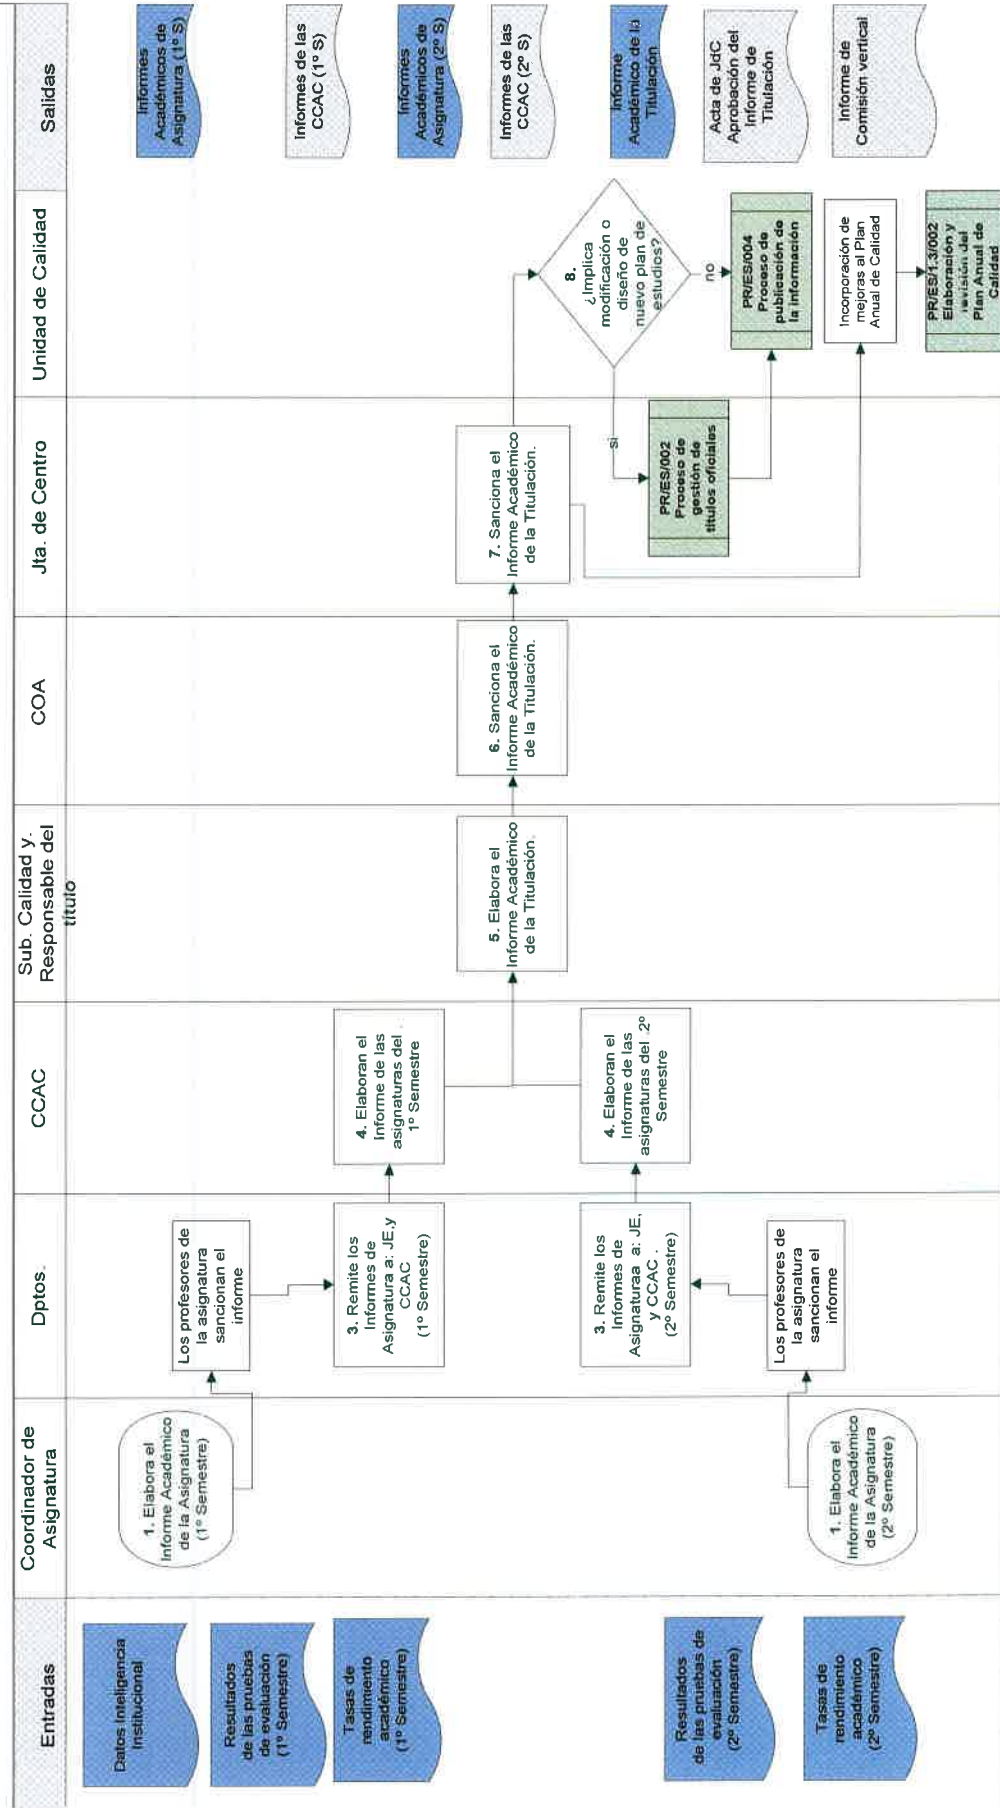 Entradas
Coordinador de
Asignatura
Dptos.
CCAC
Sub. Calidad y.
Responsable del
título
COA
Jta. de Centro
Unidad de Calidad
Salidas
Datos Inteligencia
Institucional
Resultados
de las pruebas
de evaluación
(1º Semestre)
Tasas de
rendimiento
académico
(1º Semestre)
Resultados
de las pruebas de
evaluación
(2º Semestre)
Tasas de
rendimiento
académico
(2º Semestre)
1. Elabora el
Informe Académico
de la Asignatura
(1º Semestre)
1. Elabora el
Informe Académico
de la Asignatura
(2º Semestre)
Los profesores de
la asignatura
sancionan el
informe
3. Remite los
Informes de
Asignatura a: JE,y
CCAC
(1º Semestre)
3. Remite los
Informes de
Asignaturaa a: JE,
y CCAC .
(2º Semestre)
Los profesores de
la asignatura
sancionan el
informe
4. Elaboran el
Informe de las
asignaturas del .
1º Semestre
4. Elaboran el
Informe de las
asignaturas del .2º
Semestre
5. Elabora el
Informe Académico
de la Titulación.
6. Sanciona el
Informe Académico
de la Titulación.
7. Sanciona el
Informe Académico
de la Titulación.
8.
¿Implica
modificación o
diseño de
nuevo plan de
estudios?
si
no
PR/ES/002
Proceso de
gestión de
títulos oficiales
PR/ES/004
Proceso de
publicación de
la información
Incorporación de
mejoras al Plan
Anual de Calidad
PR/ES/1.3/002
Elaboración y
revisión del
Plan Anual de
Calidad
Informes
Académicos de
Asignatura (1º S)
Informes de las
CCAC (1º S)
Informes
Académicos de
Asignatura (2º S)
Informes de las
CCAC (2º S)
Informe
Académico de la
Titulación
Acta de JdC
Aprobación del
Informe de
Titulación
Informe de
Comisión vertical